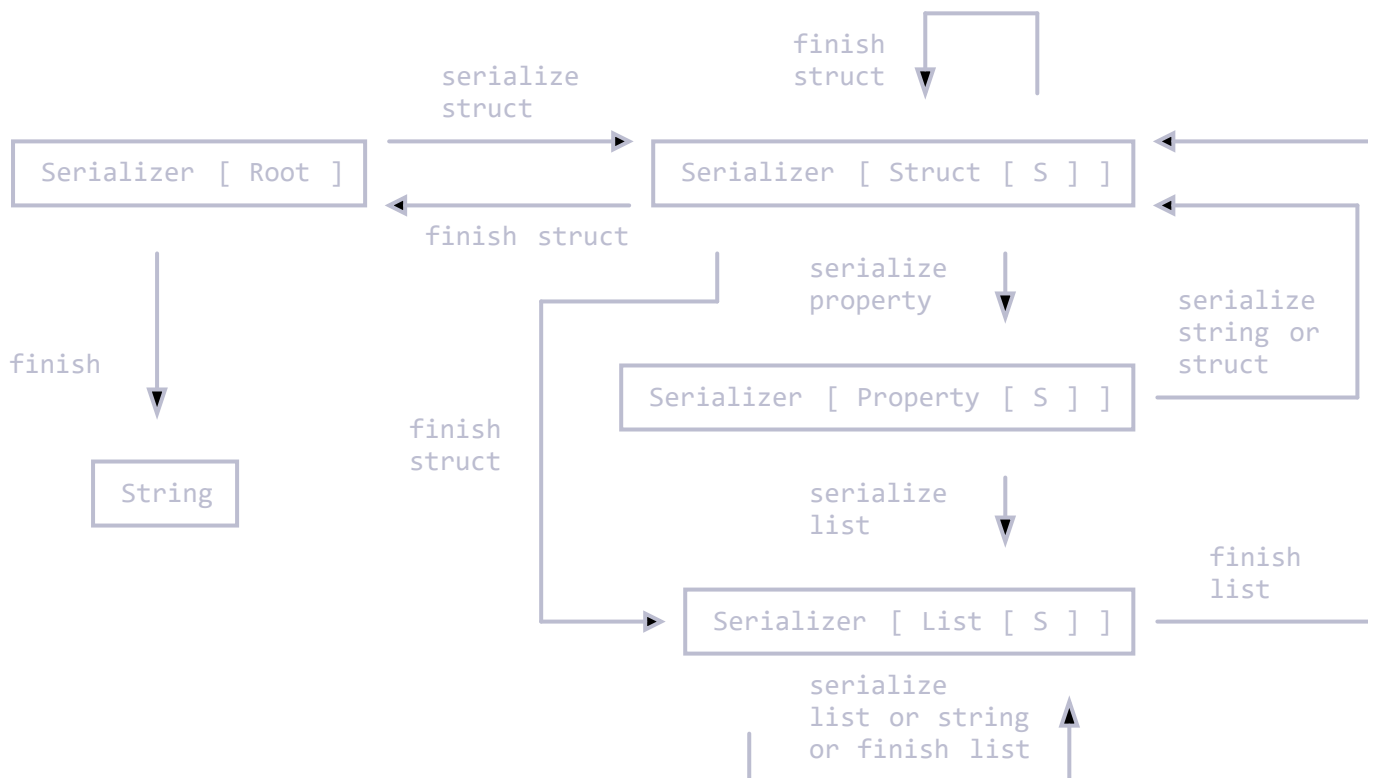 finish
struct
serialize
struct
Serializer [ Root ]
Serializer [ Struct [ S ] ]
finish struct
serialize
property
serialize
string or
struct
finish
Serializer [ Property [ S ] ]
finish
struct
String
serialize
list
finish
list
Serializer [ List [ S ] ]
serialize
list or string
or finish list